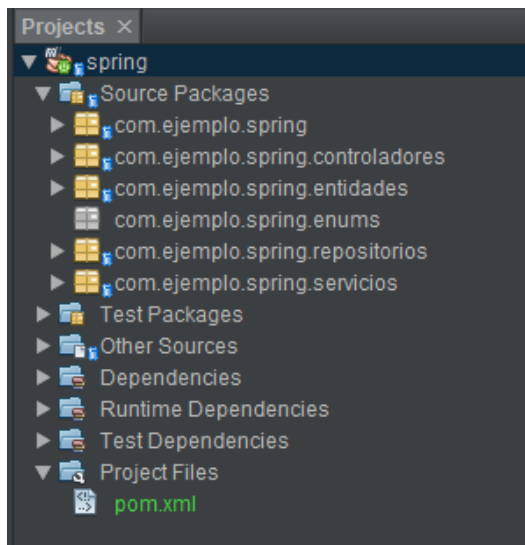 Projects ×
spring
Source Packages
com.ejemplo.spring
com.ejemplo.spring.controladores
com.ejemplo.spring.entidades
com.ejemplo.spring.enums
com.ejemplo.spring.repositorios
com.ejemplo.spring.servicios
Test Packages
Other Sources
Dependencies
Runtime Dependencies
Test Dependencies
Project Files
pom.xml